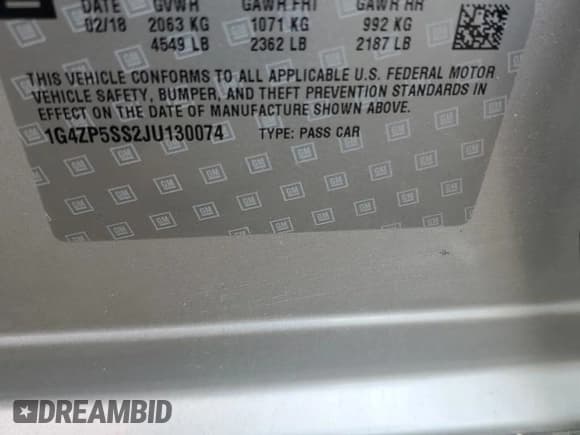 DATE GVWR GAWR FRT GAWR RR
02/18 2063 KG 1071 KG 992 KG
4549 LB 2362 LB 2187 LB
THIS VEHICLE CONFORMS TO ALL APPLICABLE U.S. FEDERAL MOTOR
VEHICLE SAFETY, BUMPER, AND THEFT PREVENTION STANDARDS IN
EFFECT ON THE DATE OF MANUFACTURE SHOWN ABOVE.
1G4ZP5SS2JU130074 TYPE: PASS CAR
DREAMBID